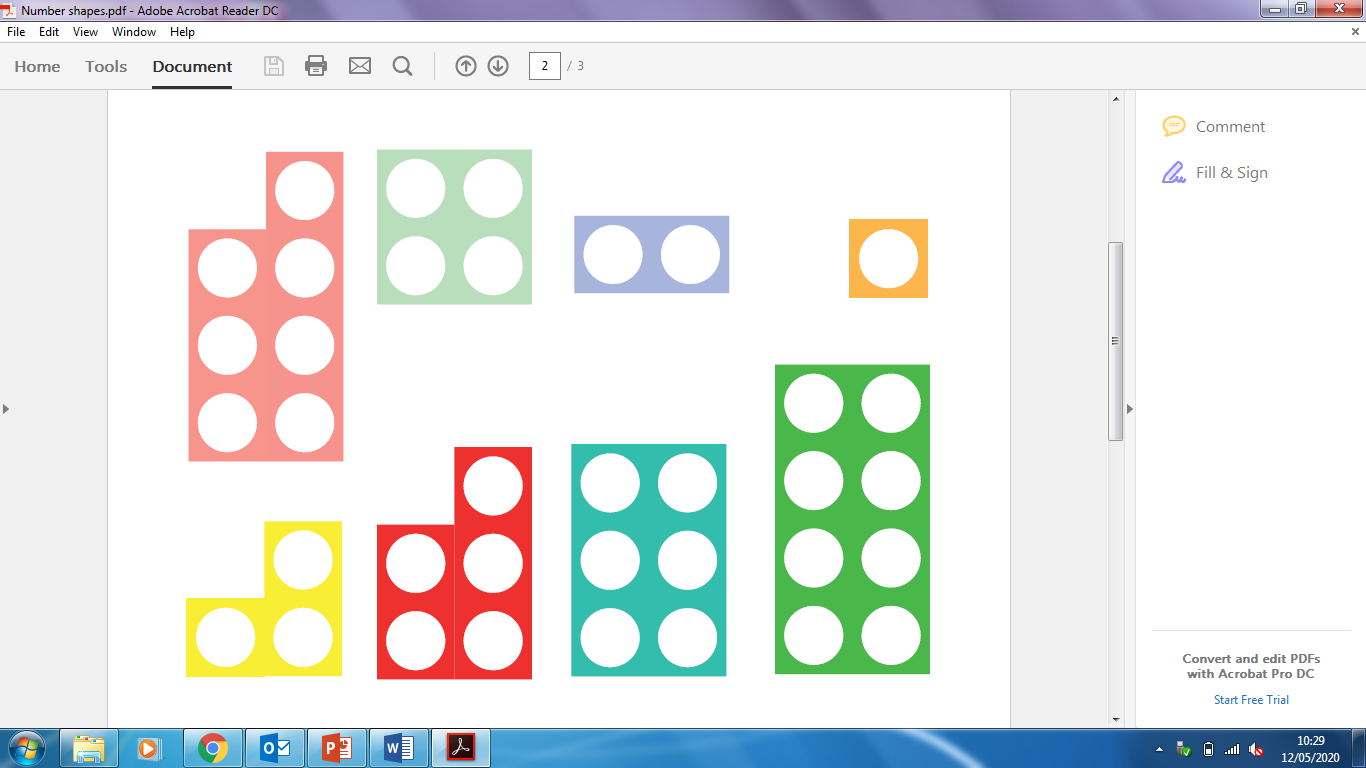 Number shapes.pdf - Adobe Acrobat Reader DC
File Edit View Window Help
Home Tools Document 2 / 3
Comment
Fill & Sign
Convert and edit PDFs
with Acrobat Pro DC
Start Free Trial
10:29
12/05/2020